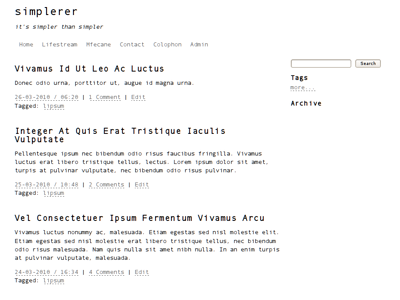 simplerer
it's simpler than simpler
Home Lifestream Mfecane Contact Colophon Admin
Vivamus Id Ut Leo Ac Luctus
Donec odio urna, porttitor ut, augue id magna urna.
26-03-2010 / 06:20 | 1 Comment | Edit
Tagged: lipsum
Integer At Quis Erat Tristique Iaculis
Vulputate
Pellentesque ipsum nec bibendum odio risus faucibus fringilla. Vivamus
luctus erat libero tristique tellus, lectus. Lorem ipsum dolor sit amet,
turpis at pulvinar vulputate, nec bibendum odio risus pulvinar.
25-03-2010 / 10:48 | 2 Comments | Edit
Tagged: lipsum
Vel Consectetuer Ipsum Fermentum Vivamus Arcu
Vivamus luctus nonummy ac, malesuada. Etiam egestas sed nisl molestie elit.
Etiam egestas sed nisl molestie erat libero tristique tellus, nec bibendum
odio risus malesuada. Nam quis nulla sit amet nibh nulla. In an enim turpis
at pulvinar vulputate, malesuada.
24-03-2010 / 16:34 | 4 Comments | Edit
Tagged: lipsum
Search
Tags
more...
Archive